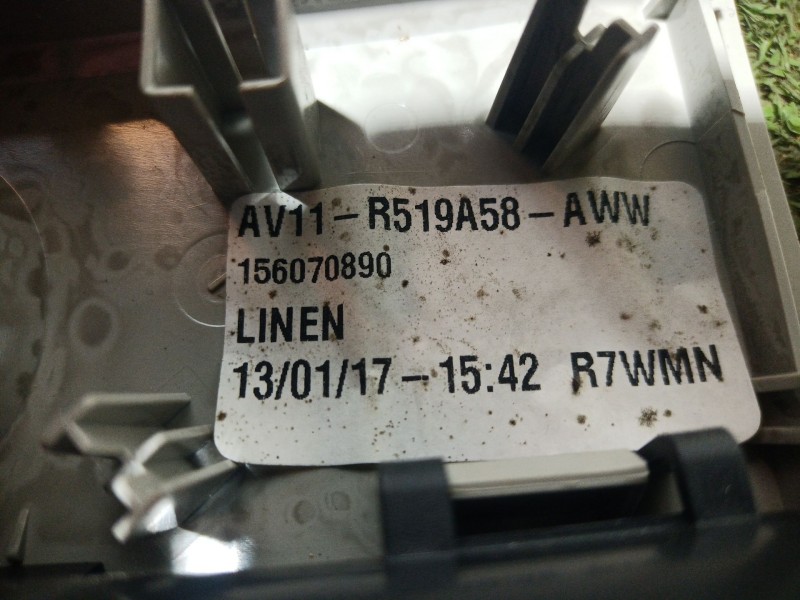 AV11-R519A58-AWW
156070890
LINEN
13/01/17-15:42 R7WMN